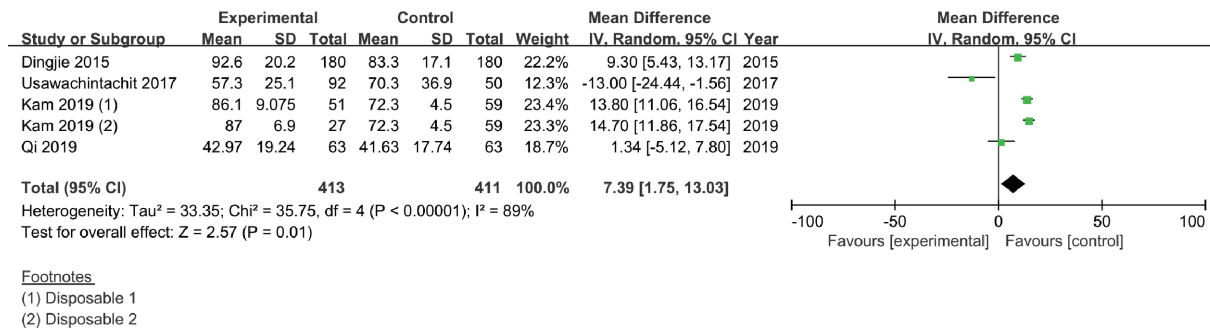 Experimental Control Mean Difference Mean Difference
Study or Subgroup Mean SD Total Mean SD Total Weight IV, Random, 95% CI Year IV, Random, 95% CI
Dingjie 2015 92.6 20.2 180 83.3 17.1 180 22.2% 9.30 [5.43, 13.17] 2015
Usawachintachit 2017 57.3 25.1 92 70.3 36.9 50 12.3% -13.00 [-24.44, -1.56] 2017
Kam 2019 (1) 86.1 9.075 51 72.3 4.5 59 23.4% 13.80 [11.06, 16.54] 2019
Kam 2019 (2) 87 6.9 27 72.3 4.5 59 23.3% 14.70 [11.86, 17.54] 2019
Qi 2019 42.97 19.24 63 41.63 17.74 63 18.7% 1.34 [-5.12, 7.80] 2019
Total (95% CI) 413 411 100.0% 7.39 [1.75, 13.03]
Heterogeneity: Tau² = 33.35; Chi² = 35.75, df = 4 (P < 0.00001); I² = 89%
Test for overall effect: Z = 2.57 (P = 0.01)
-100 -50 0 50 100
Favours [experimental] Favours [control]
Footnotes
(1) Disposable 1
(2) Disposable 2